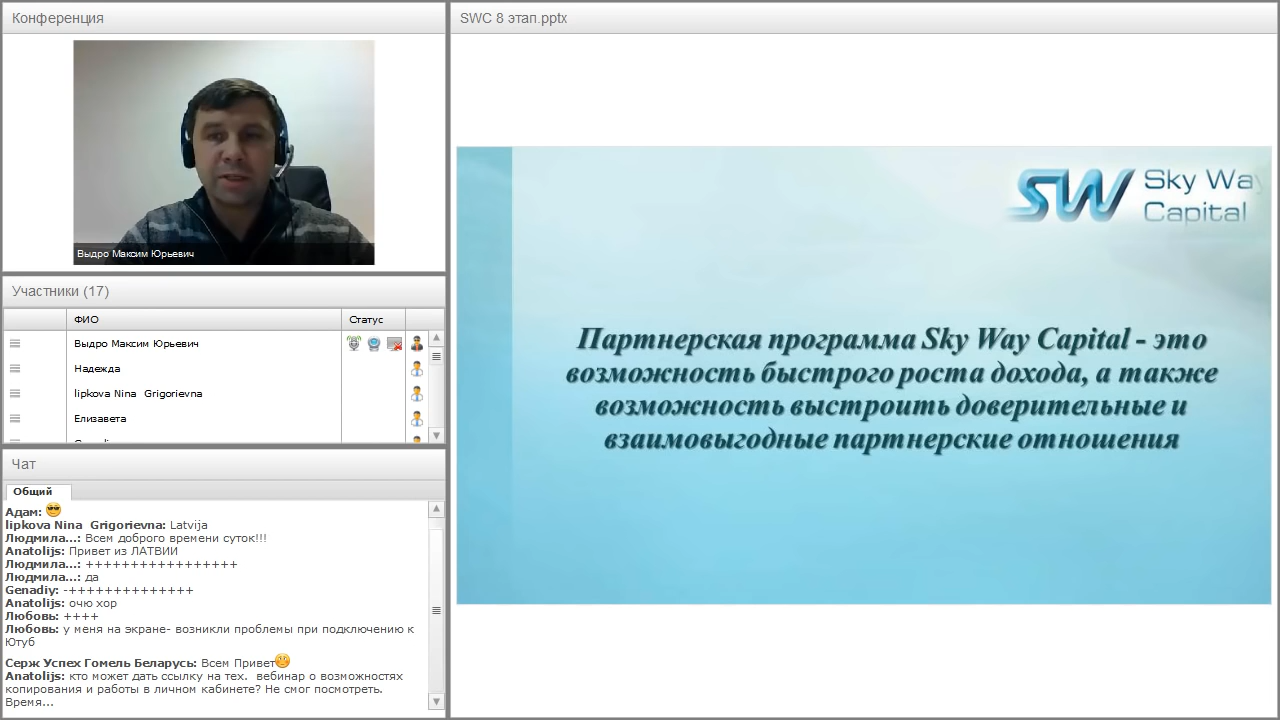 Конференция
Выдро Максим Юрьевич
Участники (17)
ФИО
Статус
Выдро Максим Юрьевич
Надежда
lipkova Nina Grigorievna
Елизавета
Чат
Общий
Адам:
lipkova Nina Grigorievna: Latvija
Людмила...: Всем доброго времени суток!!!
Anatolijs: Привет из ЛАТВИИ
Людмила...: +++++++++++++++++
Людмила...: да
Genadiy: -++++++++++++++
Anatolijs: очю хор
Любовь: ++++
Любовь: у меня на экране- возникли проблемы при подключению к
Ютуб
Серж Успех Гомель Беларусь: Всем Привет
Anatolijs: кто может дать ссылку на тех. вебинар о возможостях
копирования и работы в личном кабинете? Не смог посмотреть.
Время...
SWC 8 этап.pptx
SW Sky Way
Capital
Партнерская программа Sky Way Capital - это
возможность быстрого роста дохода, а также
возможность выстроить доверительные и
взаимовыгодные партнерские отношения